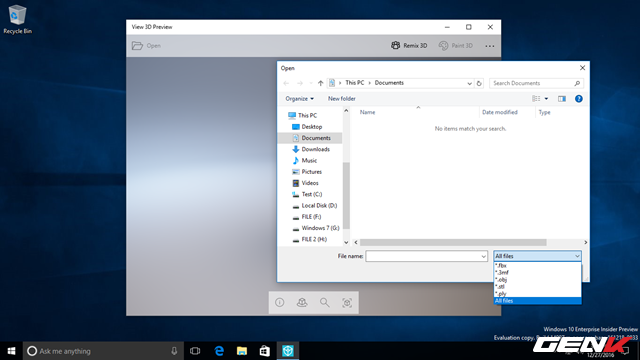 View 3D Preview
Recycle Bin
Open
Remix 3D
Paint 3D
Open
This PC
Documents
Search Documents
Organize
New folder
Name
Date modified
Type
This PC
No items match your search.
Desktop
Documents
Downloads
Music
Pictures
Videos
Test (C:)
Local Disk (D:)
FILE (F:)
Windows 7 (G:)
FILE 2 (H:)
File name:
All files
*.fbx
*.3mf
*.obj
*.stl
*.ply
All files
Windows 10 Enterprise Insider Preview
Evaluation copy.
Ask me anything
12/27/2016
GENK